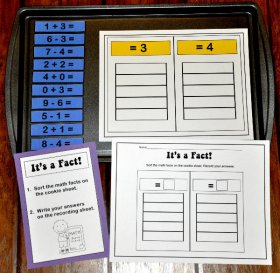 1 + 3 =
6 - 3 =
7 - 4 =
2 + 2 =
4 + 0 =
0 + 3 =
9 - 6 =
5 - 1 =
2 + 1 =
8 - 4 =
= 3
= 4
It's a Fact!
1. Sort the math facts on
the cookie sheet.
2. Write your answers
on the recording sheet.
MATH
It's a Fact!
Sort the math facts on the cookie sheet. Record your answers.
=
=